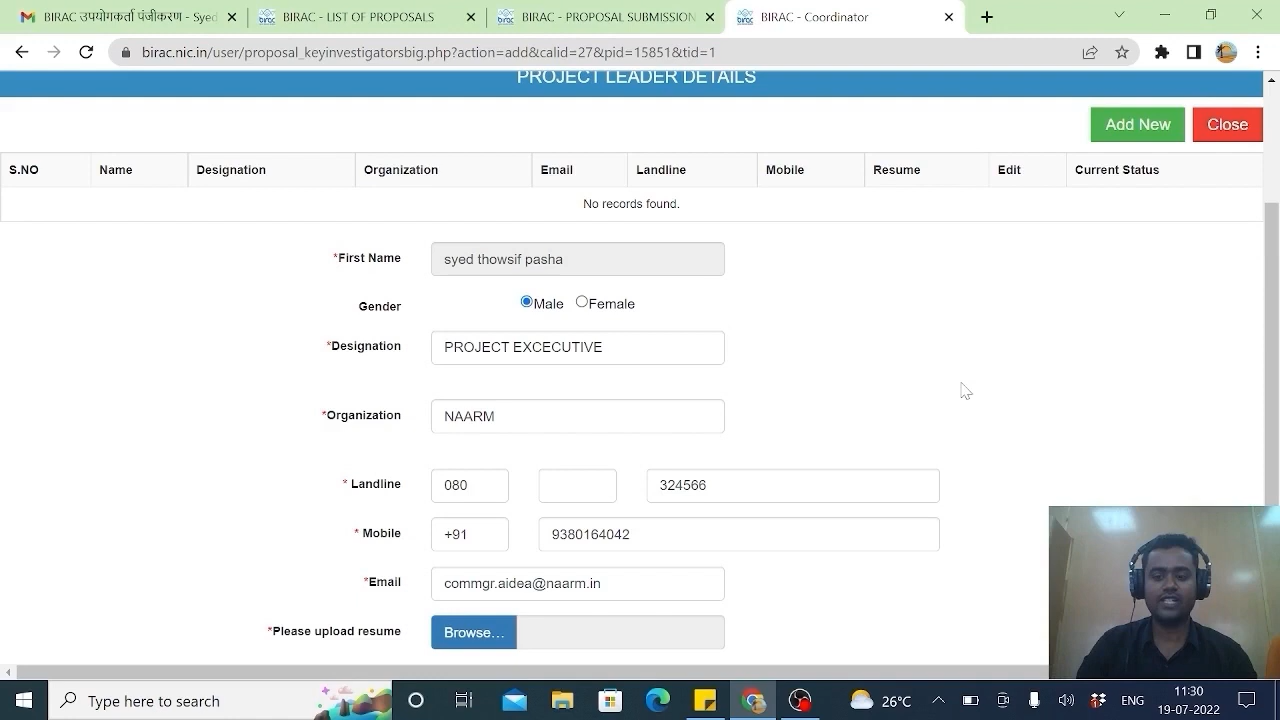 BIRAC उपयोगकर्ता पंजीकरण - Syed
BIRAC - LIST OF PROPOSALS
BIRAC - PROPOSAL SUBMISSION
BIRAC - Coordinator
birac.nic.in/user/proposal_keyinvestigatorsbig.php?action=add&calid=27&pid=15851&tid=1
PROJECT LEADER DETAILS
Add New Close
S.NO Name Designation Organization Email Landline Mobile Resume Edit Current Status
No records found.
*First Name syed thowsif pasha
Gender Male Female
*Designation PROJECT EXCECUTIVE
*Organization NAARM
* Landline 080 324566
* Mobile +91 9380164042
*Email commgr.aidea@naarm.in
*Please upload resume Browse...
Type here to search 26°C ENG 11:30
19-07-2022